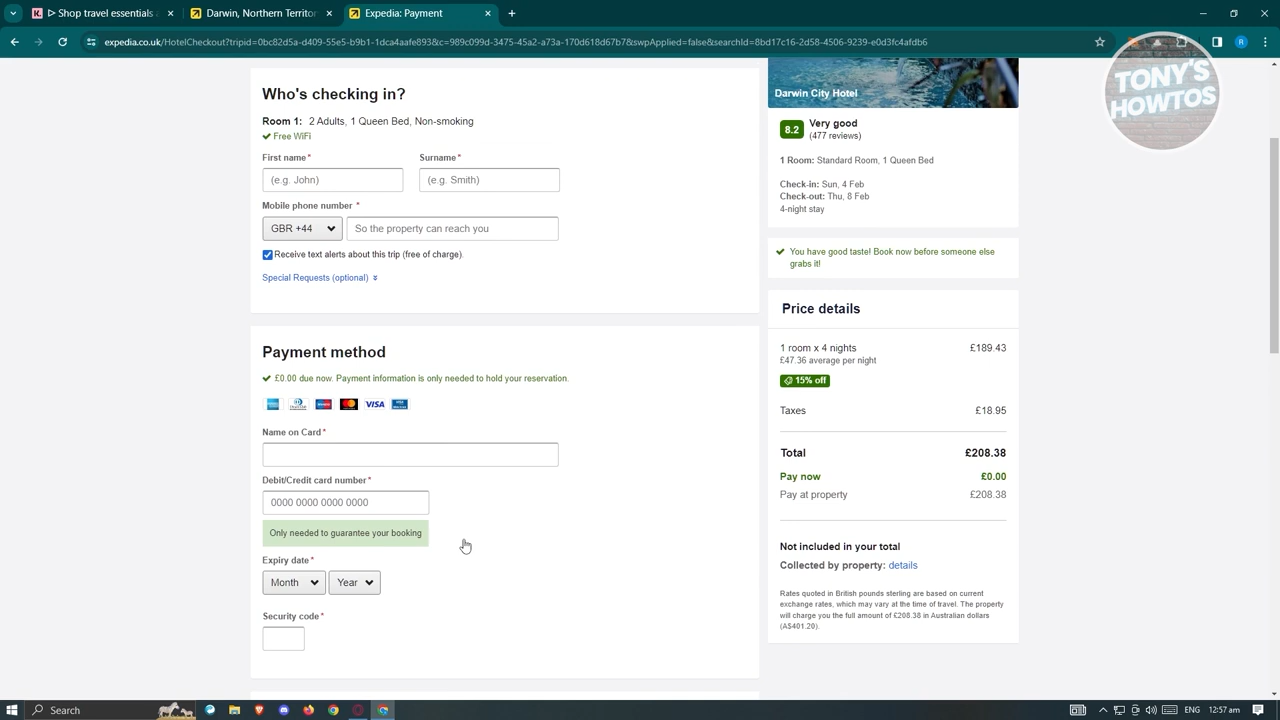 Shop travel essentials a
Darwin, Northern Territory
Expedia: Payment
expedia.co.uk/HotelCheckout?tripid=0bc82d5a-d409-55e5-b9b1-1dca4aafe893&c=989c099d-3475-45a2-a73a-170d618d67b7&swpApplied=false&searchId=8bd17c16-2d58-4506-9239-e0d3fc4afdb6
TONY'S
HOWTOS
Who's checking in?
Room 1: 2 Adults, 1 Queen Bed, Non-smoking
Free WiFi
First name*
Surname*
(e.g. John)
(e.g. Smith)
Mobile phone number *
GBR +44
So the property can reach you
Receive text alerts about this trip (free of charge).
Special Requests (optional)
Payment method
£0.00 due now. Payment information is only needed to hold your reservation.
VISA
Name on Card*
Debit/Credit card number*
0000 0000 0000 0000
Only needed to guarantee your booking
Expiry date*
Month
Year
Security code*
Darwin City Hotel
8.2
Very good
(477 reviews)
1 Room: Standard Room, 1 Queen Bed
Check-in: Sun, 4 Feb
Check-out: Thu, 8 Feb
4-night stay
You have good taste! Book now before someone else
grabs it!
Price details
1 room x 4 nights
£189.43
£47.36 average per night
15% off
Taxes
£18.95
Total
£208.38
Pay now
£0.00
Pay at property
£208.38
Not included in your total
Collected by property: details
Rates quoted in British pounds sterling are based on current
exchange rates, which may vary at the time of travel. The property
will charge you the full amount of £208.38 in Australian dollars
(A$401.20).
Search
ENG
12:57 am